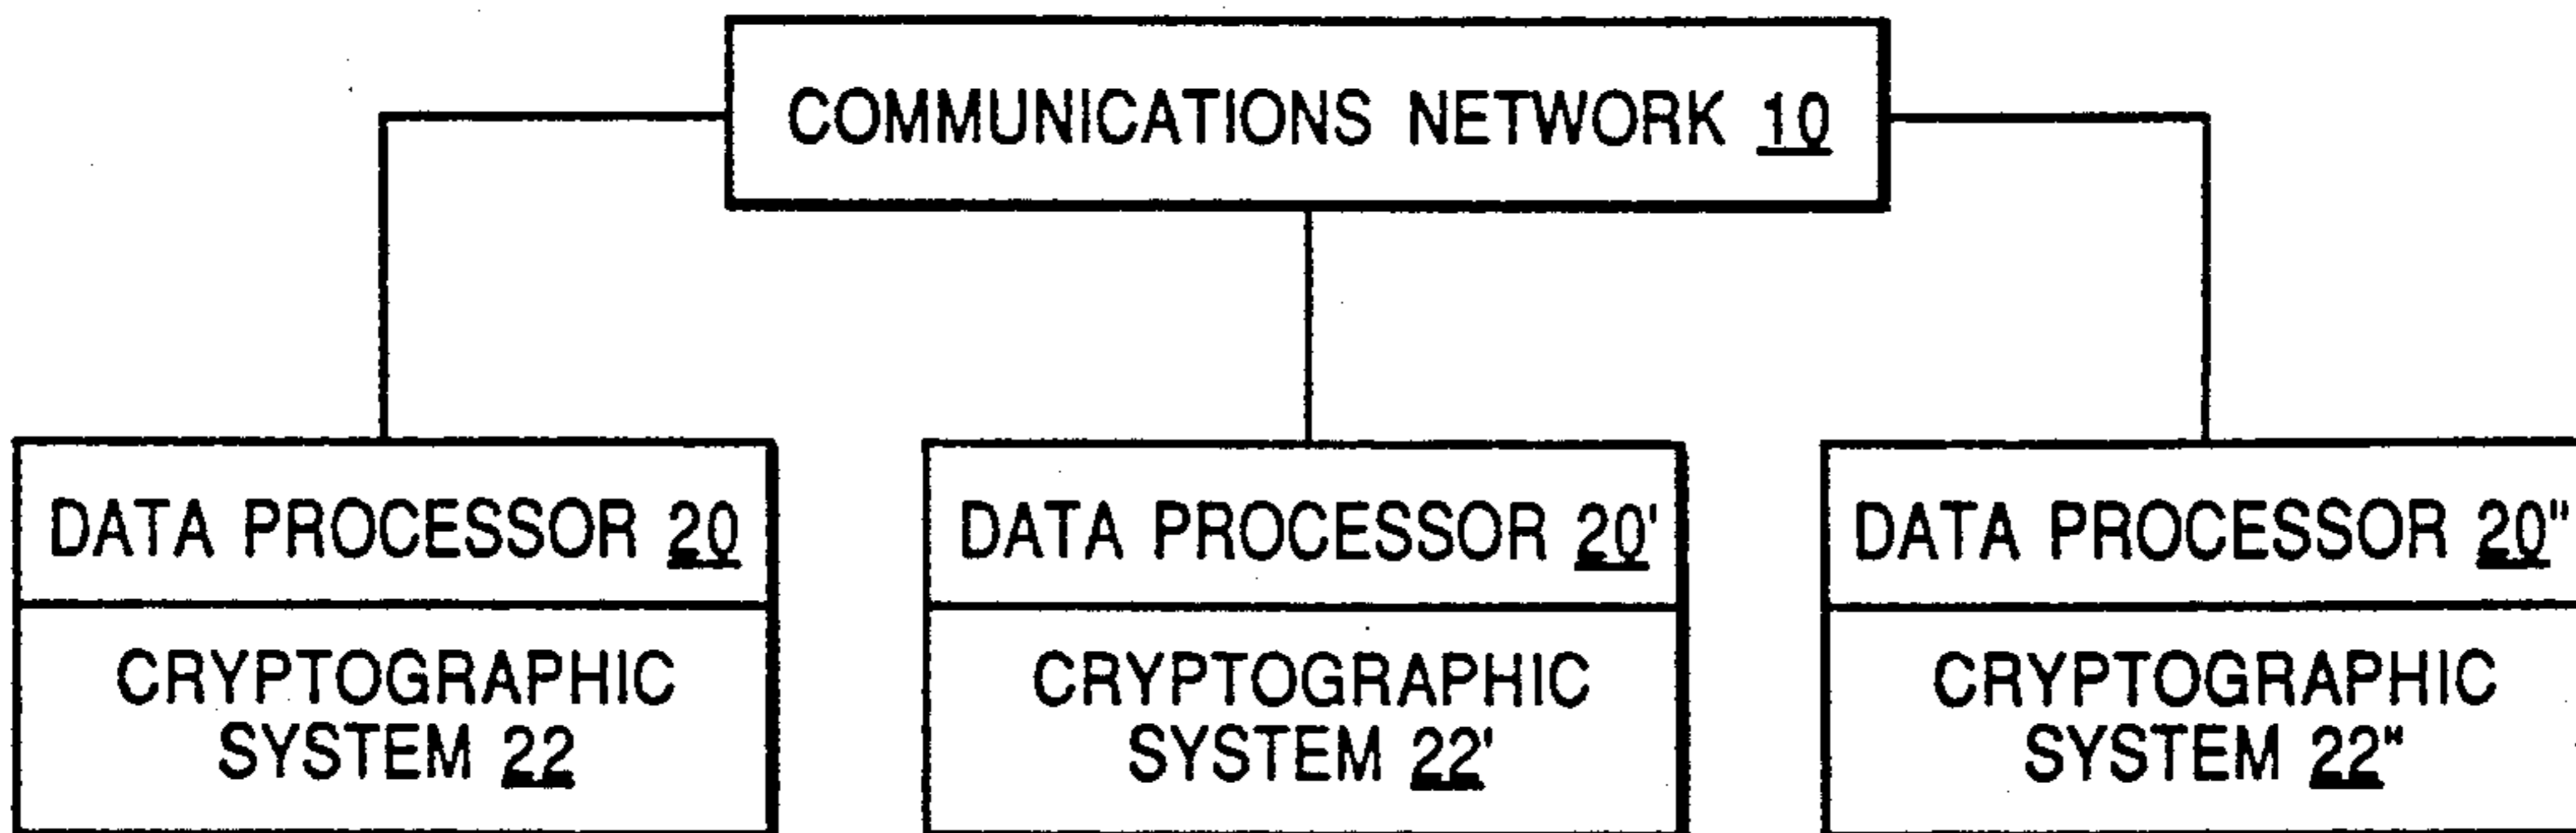 COMMUNICATIONS NETWORK 10
DATA PROCESSOR 20
CRYPTOGRAPHIC
SYSTEM 22
DATA PROCESSOR 20'
CRYPTOGRAPHIC
SYSTEM 22'
DATA PROCESSOR 20"
CRYPTOGRAPHIC
SYSTEM 22"